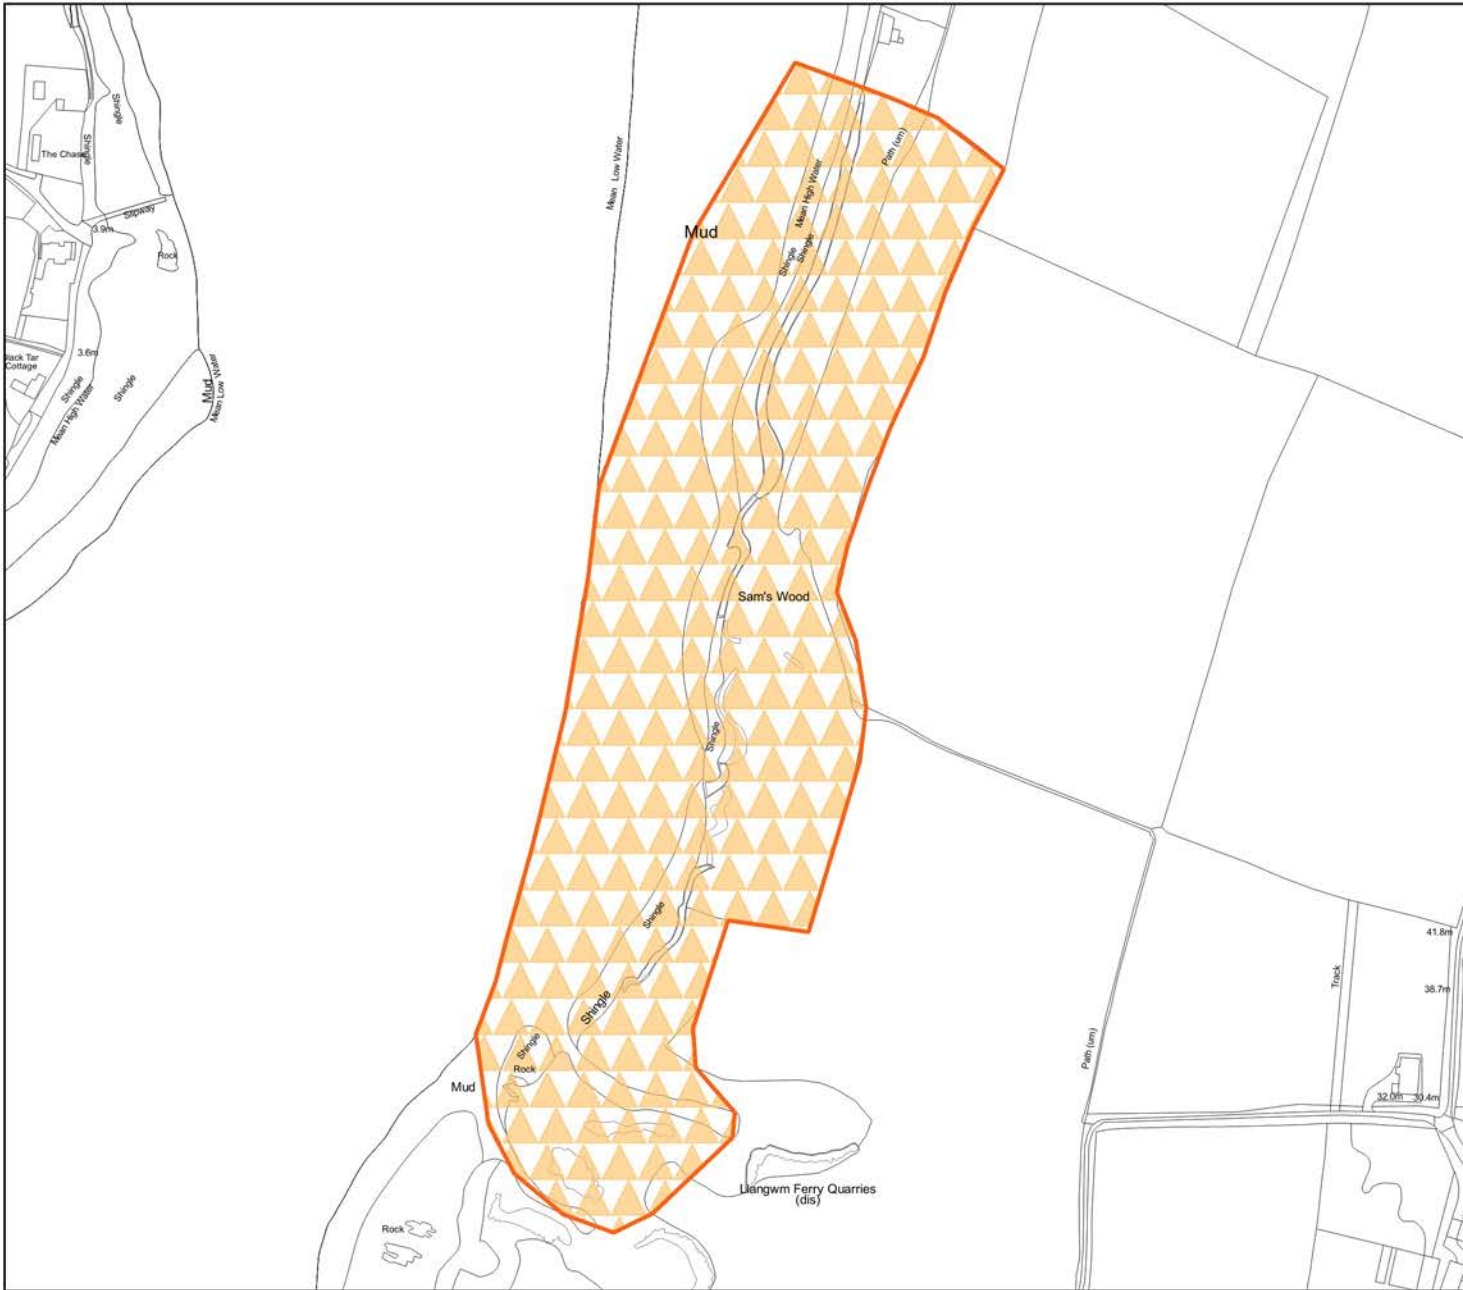 Shingle
Shingle
The Chase
Slipway
3.9m
Rock
3.6m
Cottage
Shingle
Shingle
Mean High Water
Mud
Mean Low Water
Mean Low Water
Mud
Path (um)
Mean High Water
Shingle
Shingle
Sam's Wood
Shingle
Shingle
Shingle
Shingle
Rock
Mud
Rock
Llangwm Ferry Quarries
(dis)
Path (um)
Track
41.8m
38.7m
32.0m
30.4m